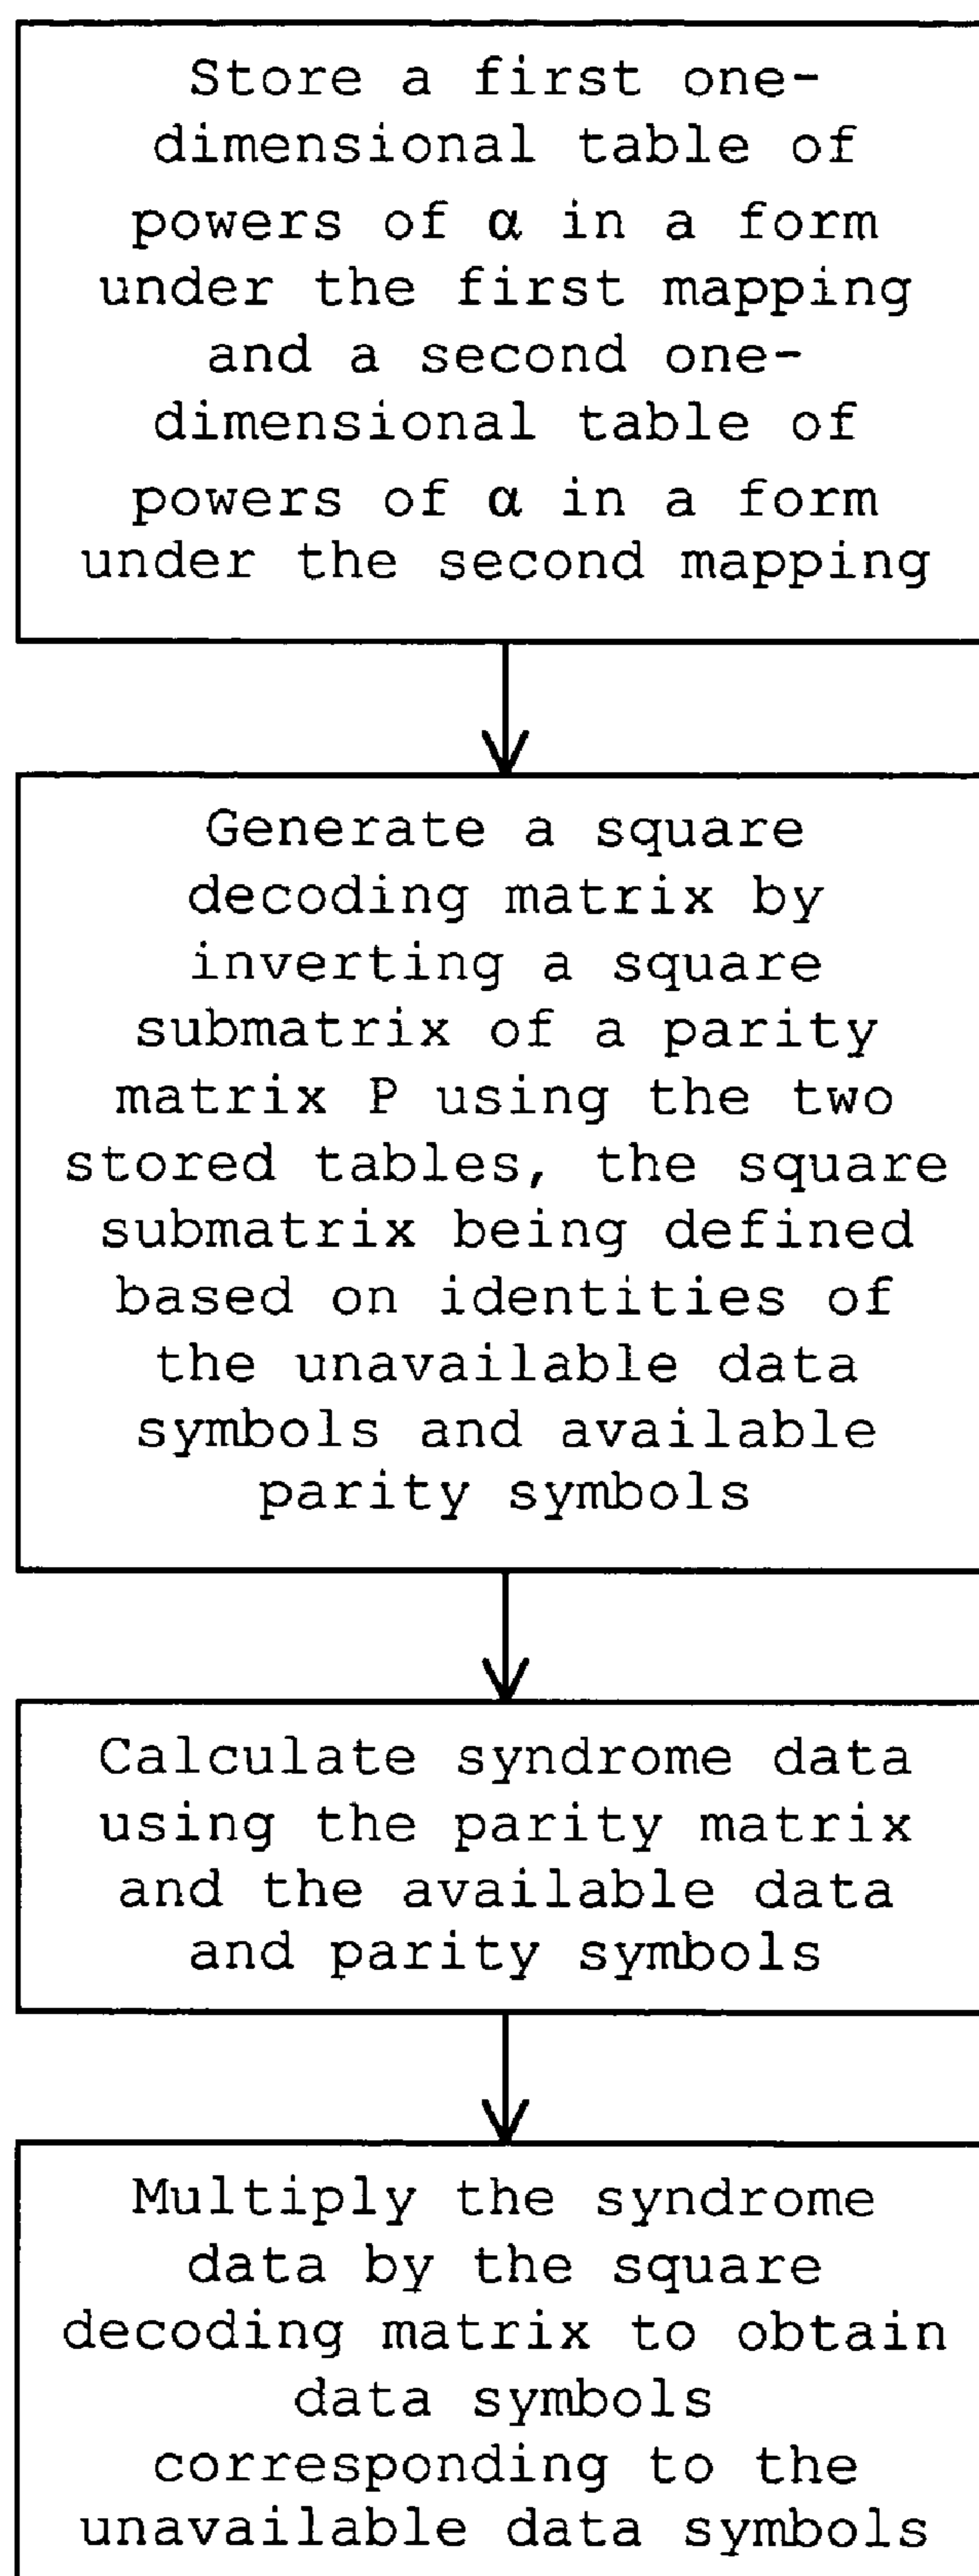 Store a first one-
dimensional table of
powers of α in a form
under the first mapping
and a second one-
dimensional table of
powers of α in a form
under the second mapping
Generate a square
decoding matrix by
inverting a square
submatrix of a parity
matrix P using the two
stored tables, the square
submatrix being defined
based on identities of
the unavailable data
symbols and available
parity symbols
Calculate syndrome data
using the parity matrix
and the available data
and parity symbols
Multiply the syndrome
data by the square
decoding matrix to obtain
data symbols
corresponding to the
unavailable data symbols